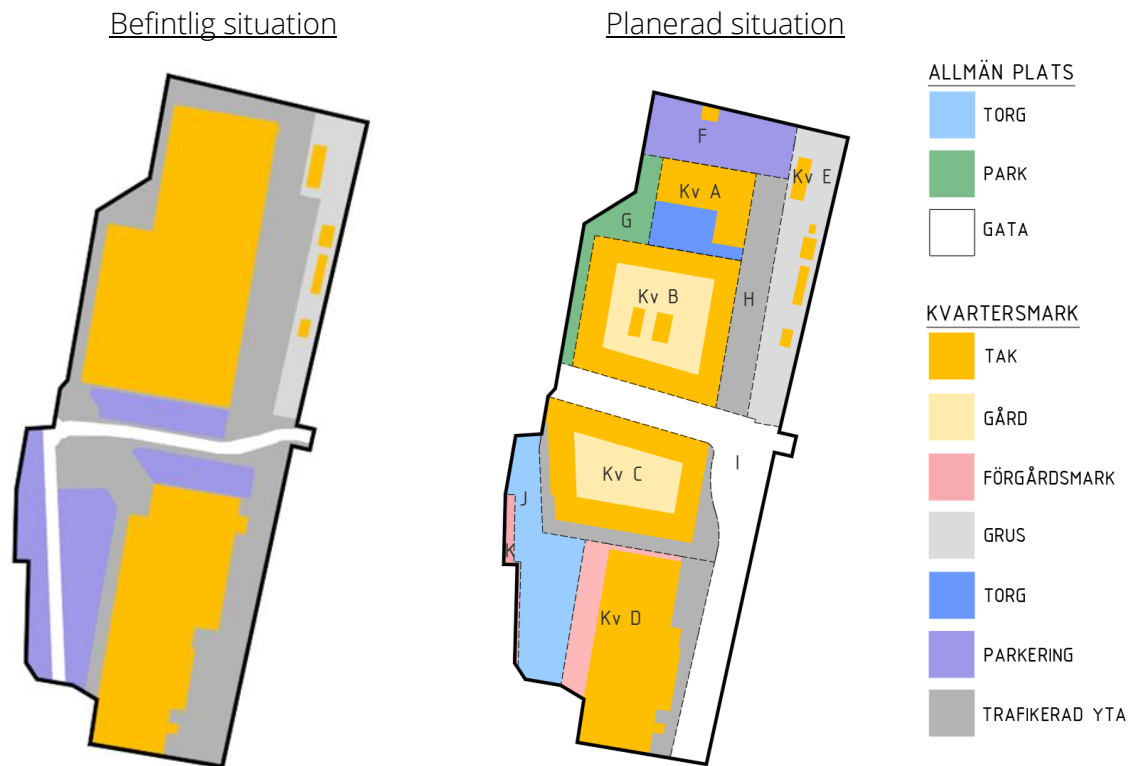 Befintlig situation
Planerad situation
F
Kv A
Kv E
G
Kv B
H
Kv C
I
J
K
Kv D
ALLMÄN PLATS
TORG
PARK
GATA
KVARTERSMARK
TAK
GÅRD
FÖRGÅRDSMARK
GRUS
TORG
PARKERING
TRAFIKERAD YTA